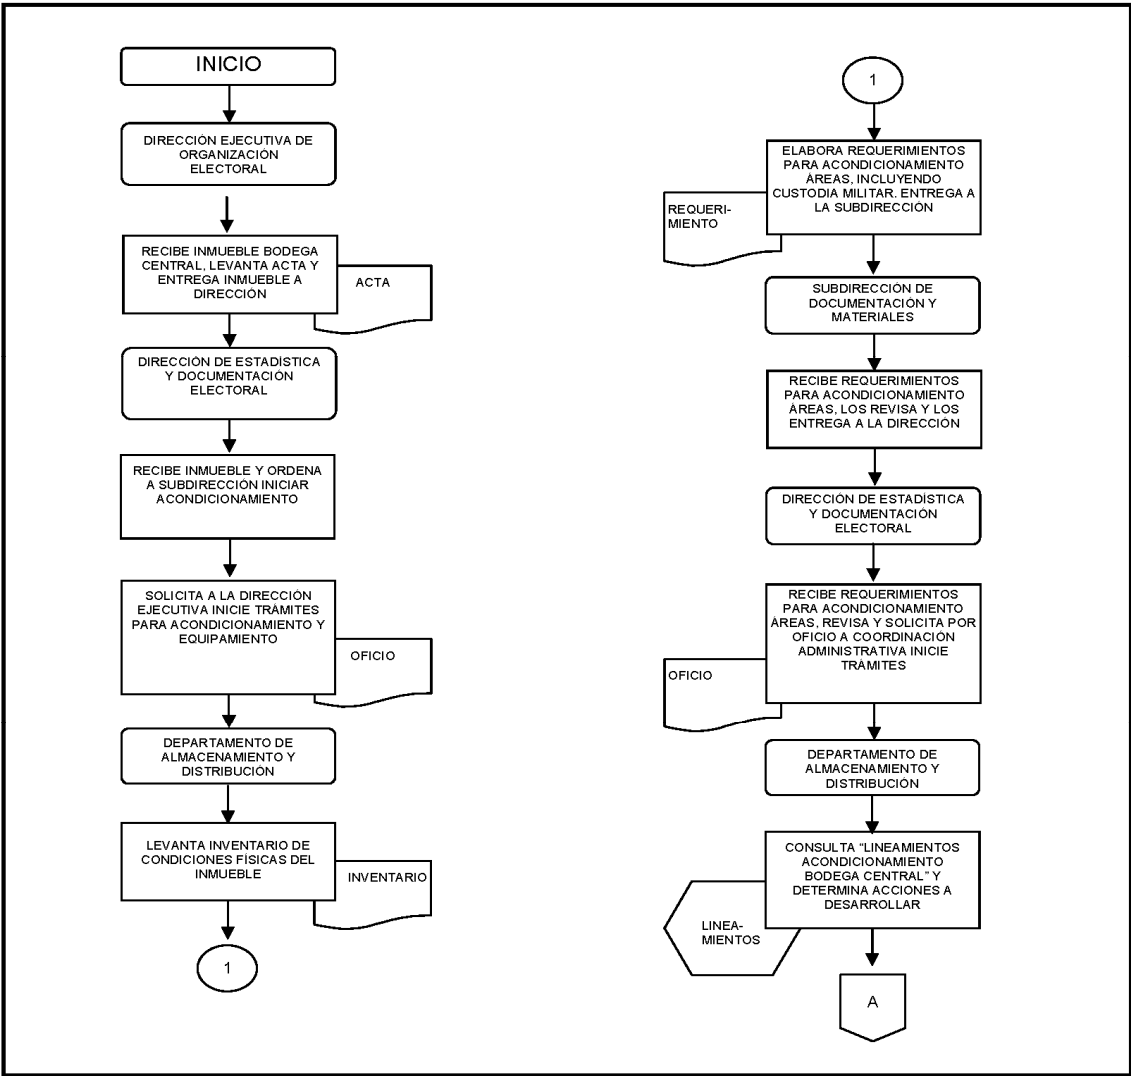 INICIO
DIRECCIÓN EJECUTIVA DE
ORGANIZACIÓN
ELECTORAL
RECIBE INMUEBLE BODEGA
CENTRAL, LEVANTA ACTA Y
ENTREGA INMUEBLE A
DIRECCIÓN
ACTA
DIRECCIÓN DE ESTADÍSTICA
Y DOCUMENTACIÓN
ELECTORAL
RECIBE INMUEBLE Y ORDENA
A SUBDIRECCIÓN INICIAR
ACONDICIONAMIENTO
SOLICITA A LA DIRECCIÓN
EJECUTIVA INICIE TRÁMITES
PARA ACONDICIONAMIENTO Y
EQUIPAMIENTO
OFICIO
DEPARTAMENTO DE
ALMACENAMIENTO Y
DISTRIBUCIÓN
LEVANTA INVENTARIO DE
CONDICIONES FÍSICAS DEL
INMUEBLE
INVENTARIO
1
1
ELABORA REQUERIMIENTOS
PARA ACONDICIONAMIENTO
ÁREAS, INCLUYENDO
CUSTODIA MILITAR. ENTREGA A
LA SUBDIRECCIÓN
REQUERI-
MIENTO
SUBDIRECCIÓN DE
DOCUMENTACIÓN Y
MATERIALES
RECIBE REQUERIMIENTOS
PARA ACONDICIONAMIENTO
ÁREAS, LOS REVISA Y LOS
ENTREGA A LA DIRECCIÓN
DIRECCIÓN DE ESTADÍSTICA
Y DOCUMENTACIÓN
ELECTORAL
RECIBE REQUERIMIENTOS
PARA ACONDICIONAMIENTO
ÁREAS, REVISA Y SOLICITA POR
OFICIO A COORDINACIÓN
ADMINISTRATIVA INICIE
TRÁMITES
OFICIO
DEPARTAMENTO DE
ALMACENAMIENTO Y
DISTRIBUCIÓN
CONSULTA “LINEAMIENTOS
ACONDICIONAMIENTO
BODEGA CENTRAL” Y
DETERMINA ACCIONES A
DESARROLLAR
LINEA-
MIENTOS
A